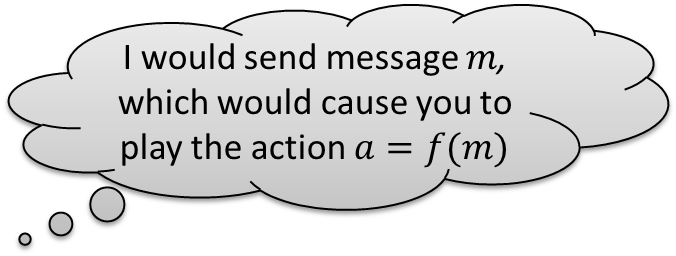 I would send message m,
which would cause you to
play the action a = f(m)